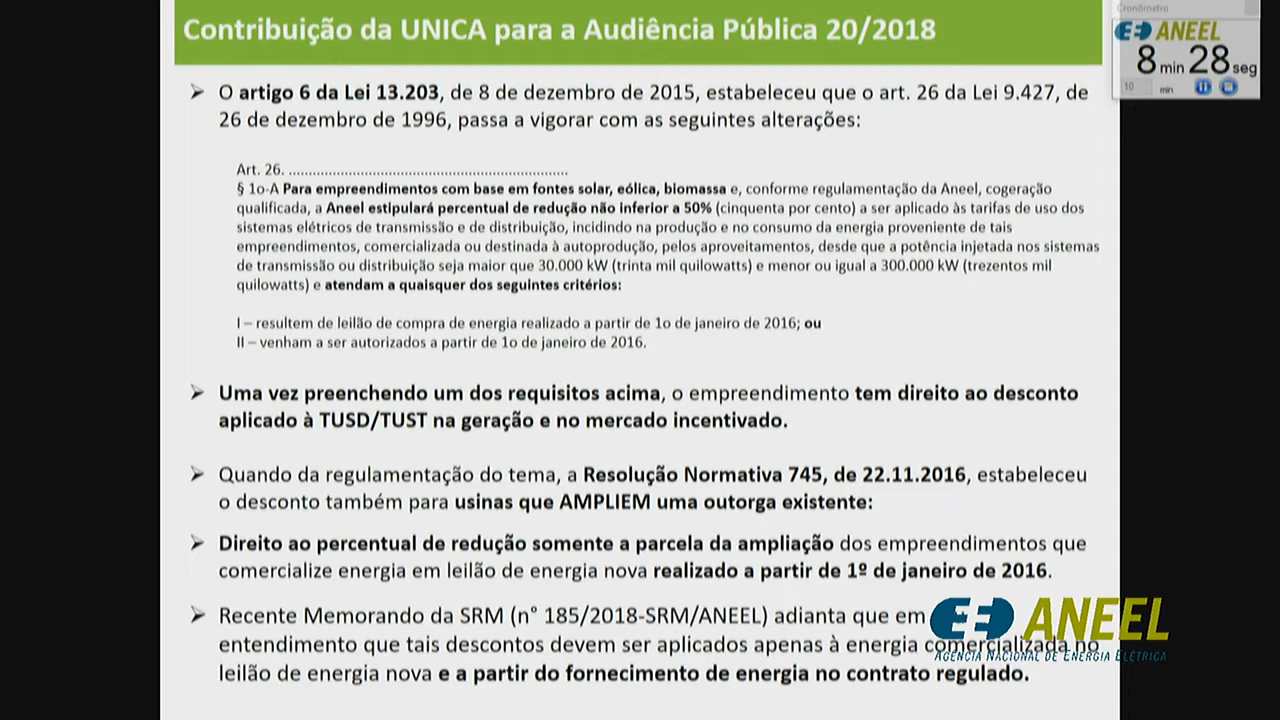 Contribuição da UNICA para a Audiência Pública 20/2018
Cronômetro
ANEEL
8 min 28 seg
10 min
➤ O artigo 6 da Lei 13.203, de 8 de dezembro de 2015, estabeleceu que o art. 26 da Lei 9.427, de
26 de dezembro de 1996, passa a vigorar com as seguintes alterações:
Art. 26. ......................................................................
§ 1o-A Para empreendimentos com base em fontes solar, eólica, biomassa e, conforme regulamentação da Aneel, cogeração
qualificada, a Aneel estipulará percentual de redução não inferior a 50% (cinquenta por cento) a ser aplicado às tarifas de uso dos
sistemas elétricos de transmissão e de distribuição, incidindo na produção e no consumo da energia proveniente de tais
empreendimentos, comercializada ou destinada à autoprodução, pelos aproveitamentos, desde que a potência injetada nos sistemas
de transmissão ou distribuição seja maior que 30.000 kW (trinta mil quilowatts) e menor ou igual a 300.000 kW (trezentos mil
quilowatts) e atendam a quaisquer dos seguintes critérios:
I – resultem de leilão de compra de energia realizado a partir de 1o de janeiro de 2016; ou
II – venham a ser autorizados a partir de 1o de janeiro de 2016.
➤ Uma vez preenchendo um dos requisitos acima, o empreendimento tem direito ao desconto
aplicado à TUSD/TUST na geração e no mercado incentivado.
➤ Quando da regulamentação do tema, a Resolução Normativa 745, de 22.11.2016, estabeleceu
o desconto também para usinas que AMPLIEM uma outorga existente:
➤ Direito ao percentual de redução somente a parcela da ampliação dos empreendimentos que
comercialize energia em leilão de energia nova realizado a partir de 1º de janeiro de 2016.
➤ Recente Memorando da SRM (n° 185/2018-SRM/ANEEL) adianta que em
entendimento que tais descontos devem ser aplicados apenas à energia comercializada no
leilão de energia nova e a partir do fornecimento de energia no contrato regulado.
ANEEL
AGÊNCIA NACIONAL DE ENERGIA ELÉTRICA